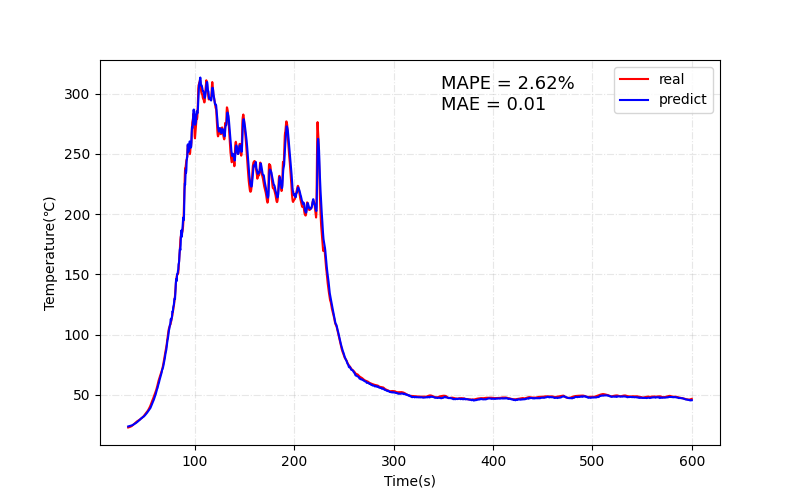 MAPE = 2.62%
MAE = 0.01
real
predict
Temperature(℃)
300
250
200
150
100
50
100
200
300
400
500
600
Time(s)